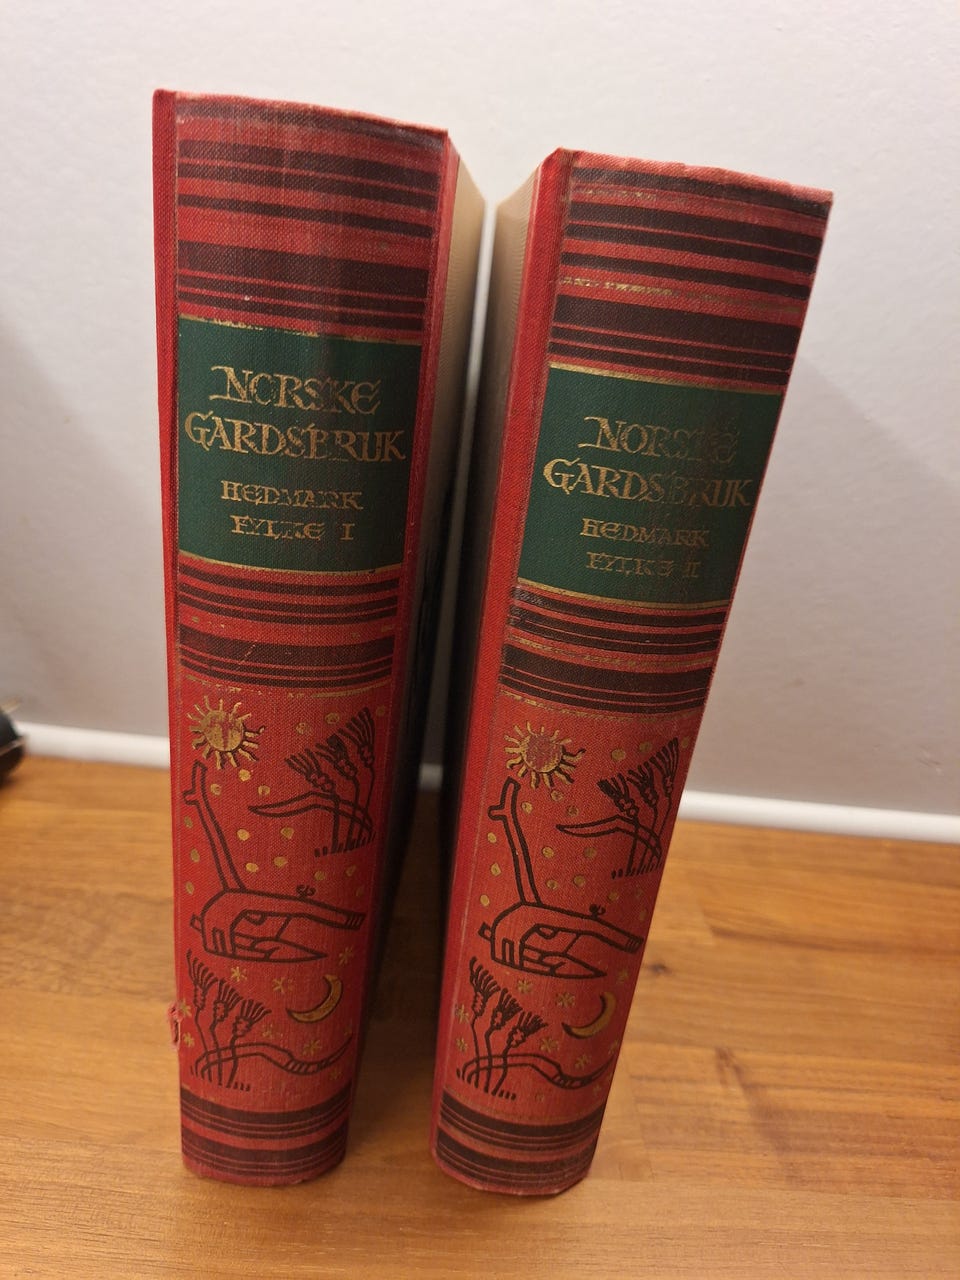 NORSKE
GARDSBRUK
HEDMARK
FYLKE I
NORSKE
GARDSBRUK
HEDMARK
FYLKE II